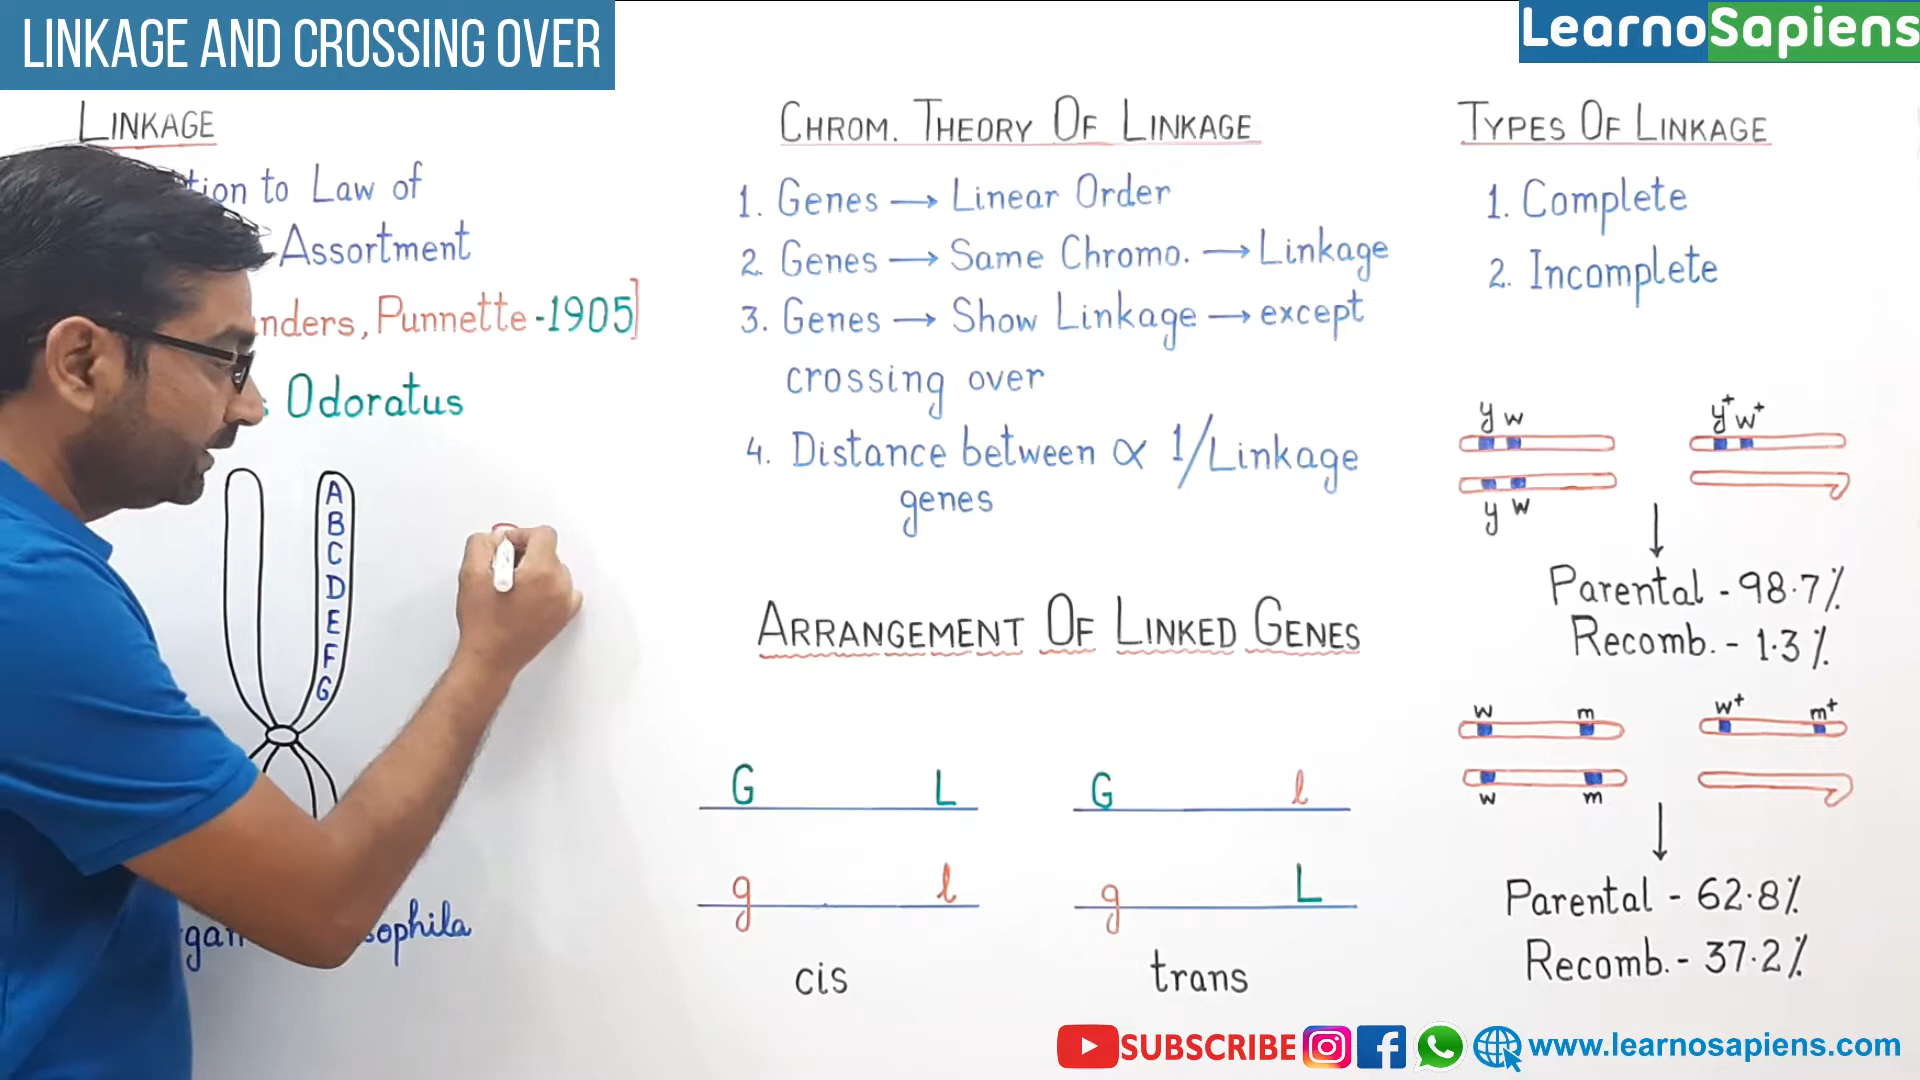 LINKAGE AND CROSSING OVER
LearnoSapiens
LINKAGE
tion to Law of
Assortment
nders, Punnette-1905]
s Odoratus
A
B
C
D
E
F
G
sophila
CHROM. THEORY OF LINKAGE
1. Genes → Linear Order
2. Genes → Same Chromo. → Linkage
3. Genes → Show Linkage → except
crossing over
4. Distance between ∝ 1/Linkage
genes
ARRANGEMENT OF LINKED GENES
G L
g l
cis
G l
g L
trans
TYPES OF LINKAGE
1. Complete
2. Incomplete
y w
y⁺ w⁺
y w
Parental - 98.7%
Recomb. - 1.3%
w m
w⁺ m⁺
w m
Parental - 62.8%
Recomb. - 37.2%
SUBSCRIBE
www.learnosapiens.com